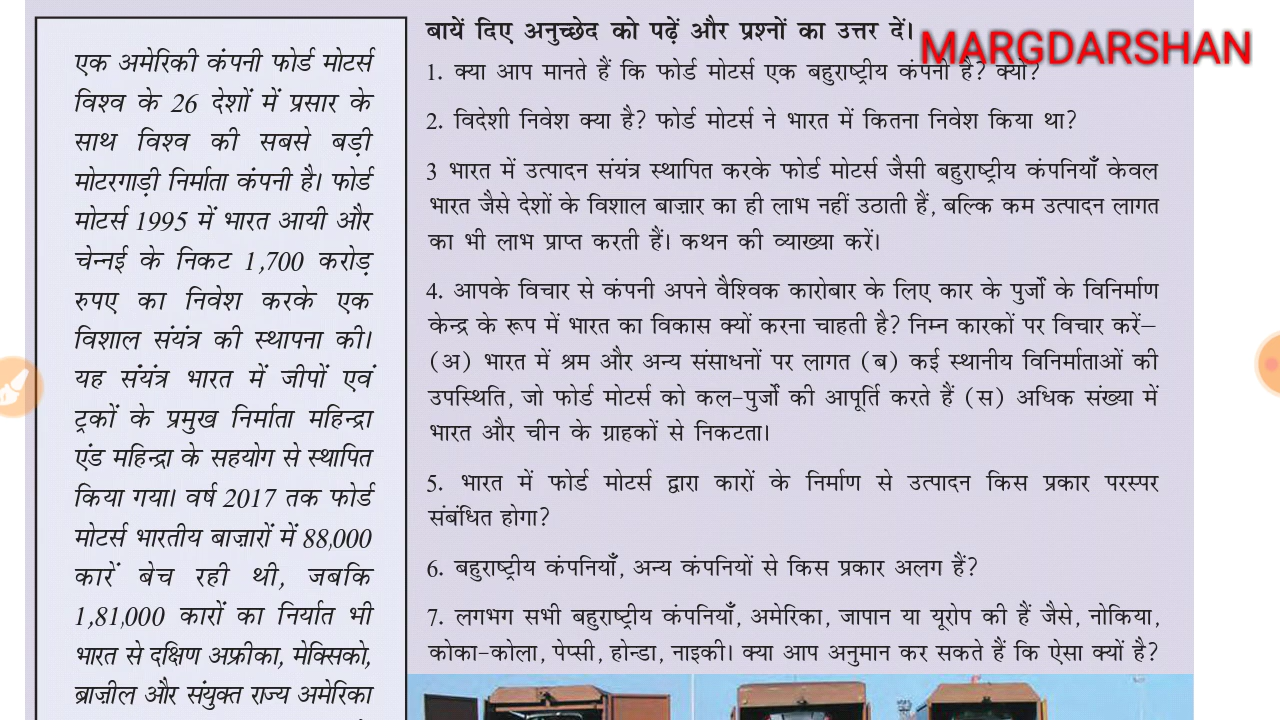 एक अमेरिकी कंपनी फोर्ड मोटर्स
विश्व के 26 देशों में प्रसार के
साथ विश्व की सबसे बड़ी
मोटरगाड़ी निर्माता कंपनी है। फोर्ड
मोटर्स 1995 में भारत आयी और
चेन्नई के निकट 1,700 करोड़
रुपए का निवेश करके एक
विशाल संयंत्र की स्थापना की।
यह संयंत्र भारत में जीपों एवं
ट्रकों के प्रमुख निर्माता महिन्द्रा
एंड महिन्द्रा के सहयोग से स्थापित
किया गया। वर्ष 2017 तक फोर्ड
मोटर्स भारतीय बाज़ारों में 88,000
कारें बेच रही थी, जबकि
1,81,000 कारों का निर्यात भी
भारत से दक्षिण अफ्रीका, मेक्सिको,
ब्राज़ील और संयुक्त राज्य अमेरिका
बायें दिए अनुच्छेद को पढ़ें और प्रश्नों का उत्तर दें।
MARGDARSHAN
1. क्या आप मानते हैं कि फोर्ड मोटर्स एक बहुराष्ट्रीय कंपनी है? क्यों?
2. विदेशी निवेश क्या है? फोर्ड मोटर्स ने भारत में कितना निवेश किया था?
3 भारत में उत्पादन संयंत्र स्थापित करके फोर्ड मोटर्स जैसी बहुराष्ट्रीय कंपनियाँ केवल
भारत जैसे देशों के विशाल बाज़ार का ही लाभ नहीं उठाती हैं, बल्कि कम उत्पादन लागत
का भी लाभ प्राप्त करती हैं। कथन की व्याख्या करें।
4. आपके विचार से कंपनी अपने वैश्विक कारोबार के लिए कार के पुर्जों के विनिर्माण
केन्द्र के रूप में भारत का विकास क्यों करना चाहती है? निम्न कारकों पर विचार करें–
(अ) भारत में श्रम और अन्य संसाधनों पर लागत (ब) कई स्थानीय विनिर्माताओं की
उपस्थिति, जो फोर्ड मोटर्स को कल-पुर्जों की आपूर्ति करते हैं (स) अधिक संख्या में
भारत और चीन के ग्राहकों से निकटता।
5. भारत में फोर्ड मोटर्स द्वारा कारों के निर्माण से उत्पादन किस प्रकार परस्पर
संबंधित होगा?
6. बहुराष्ट्रीय कंपनियाँ, अन्य कंपनियों से किस प्रकार अलग हैं?
7. लगभग सभी बहुराष्ट्रीय कंपनियाँ, अमेरिका, जापान या यूरोप की हैं जैसे, नोकिया,
कोका-कोला, पेप्सी, होन्डा, नाइकी। क्या आप अनुमान कर सकते हैं कि ऐसा क्यों है?